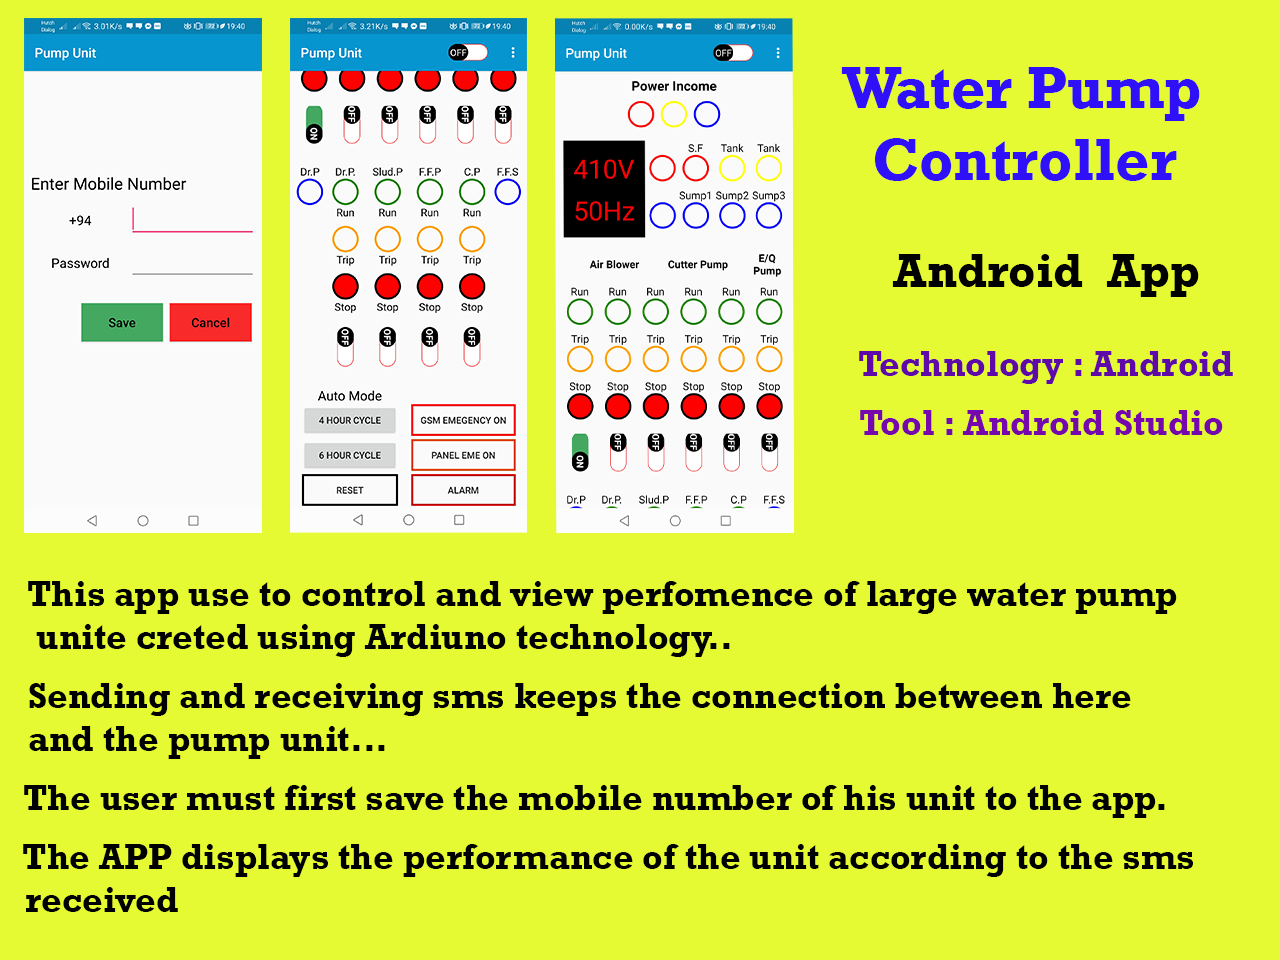 Hutch
Dialog
3.01K/s
19:40
Pump Unit
Enter Mobile Number
+94
Password
Save
Cancel
Hutch
Dialog
3.21K/s
19:40
Pump Unit
OFF
ON OFF OFF OFF OFF OFF
Dr.P Dr.P. Slud.P F.F.P C.P F.F.S
Run Run Run Run
Trip Trip Trip Trip
Stop Stop Stop Stop
OFF OFF OFF OFF
Auto Mode
4 HOUR CYCLE GSM EMEGENCY ON
6 HOUR CYCLE PANEL EME ON
RESET ALARM
Hutch
Dialog
0.00K/s
19:40
Pump Unit
OFF
Power Income
410V
50Hz
S.F Tank Tank
Sump1 Sump2 Sump3
Air Blower Cutter Pump E/Q
Pump
Run Run Run Run Run Run
Trip Trip Trip Trip Trip Trip
Stop Stop Stop Stop Stop Stop
ON OFF OFF OFF OFF OFF
Dr.P Dr.P. Slud.P F.F.P C.P F.F.S
Water Pump
Controller
Android App
Technology : Android
Tool : Android Studio
This app use to control and view perfomence of large water pump
unite creted using Ardiuno technology..
Sending and receiving sms keeps the connection between here
and the pump unit...
The user must first save the mobile number of his unit to the app.
The APP displays the performance of the unit according to the sms
received